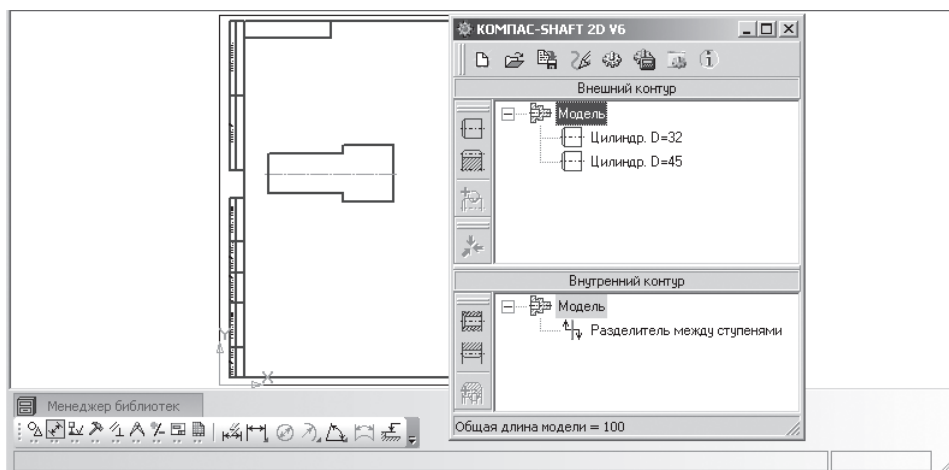 КОМПАС-SHAFT 2D V6
Внешний контур
Модель
Цилиндр. D=32
Цилиндр. D=45
Внутренний контур
Модель
Разделитель между ступенями
Общая длина модели = 100
Y
X
Менеджер библиотек